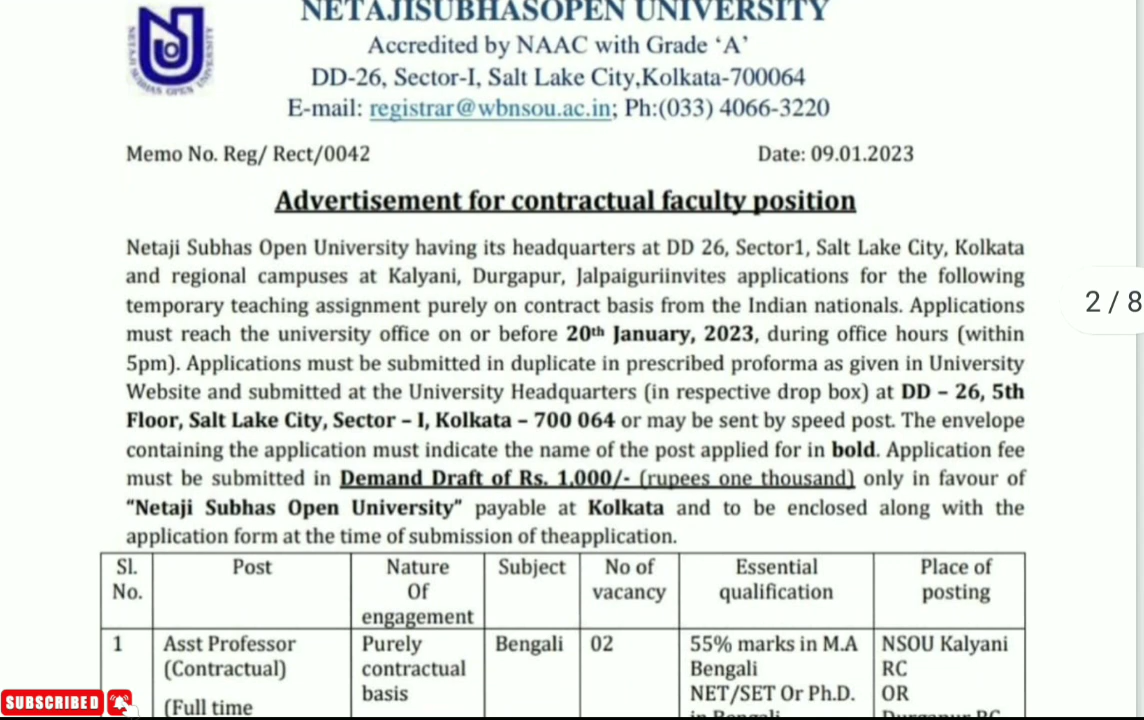 NETAJISUBHASOPEN UNIVERSITY
Accredited by NAAC with Grade ‘A’
DD-26, Sector-I, Salt Lake City,Kolkata-700064
E-mail: registrar@wbnsou.ac.in; Ph:(033) 4066-3220
NETAJI SUBHAS OPEN UNIVERSITY
Memo No. Reg/ Rect/0042 Date: 09.01.2023
Advertisement for contractual faculty position
Netaji Subhas Open University having its headquarters at DD 26, Sector1, Salt Lake City, Kolkata
and regional campuses at Kalyani, Durgapur, Jalpaiguriinvites applications for the following
temporary teaching assignment purely on contract basis from the Indian nationals. Applications
must reach the university office on or before 20th January, 2023, during office hours (within
5pm). Applications must be submitted in duplicate in prescribed proforma as given in University
Website and submitted at the University Headquarters (in respective drop box) at DD – 26, 5th
Floor, Salt Lake City, Sector – I, Kolkata – 700 064 or may be sent by speed post. The envelope
containing the application must indicate the name of the post applied for in bold. Application fee
must be submitted in Demand Draft of Rs. 1,000/- (rupees one thousand) only in favour of
“Netaji Subhas Open University” payable at Kolkata and to be enclosed along with the
application form at the time of submission of theapplication.
2 / 8
Sl. No.
Post
Nature Of engagement
Subject
No of vacancy
Essential qualification
Place of posting
1
Asst Professor
(Contractual)
(Full time
Purely
contractual
basis
Bengali
02
55% marks in M.A
Bengali
NET/SET Or Ph.D.
in Bengali
NSOU Kalyani
RC
OR
Durgapur RC
SUBSCRIBED